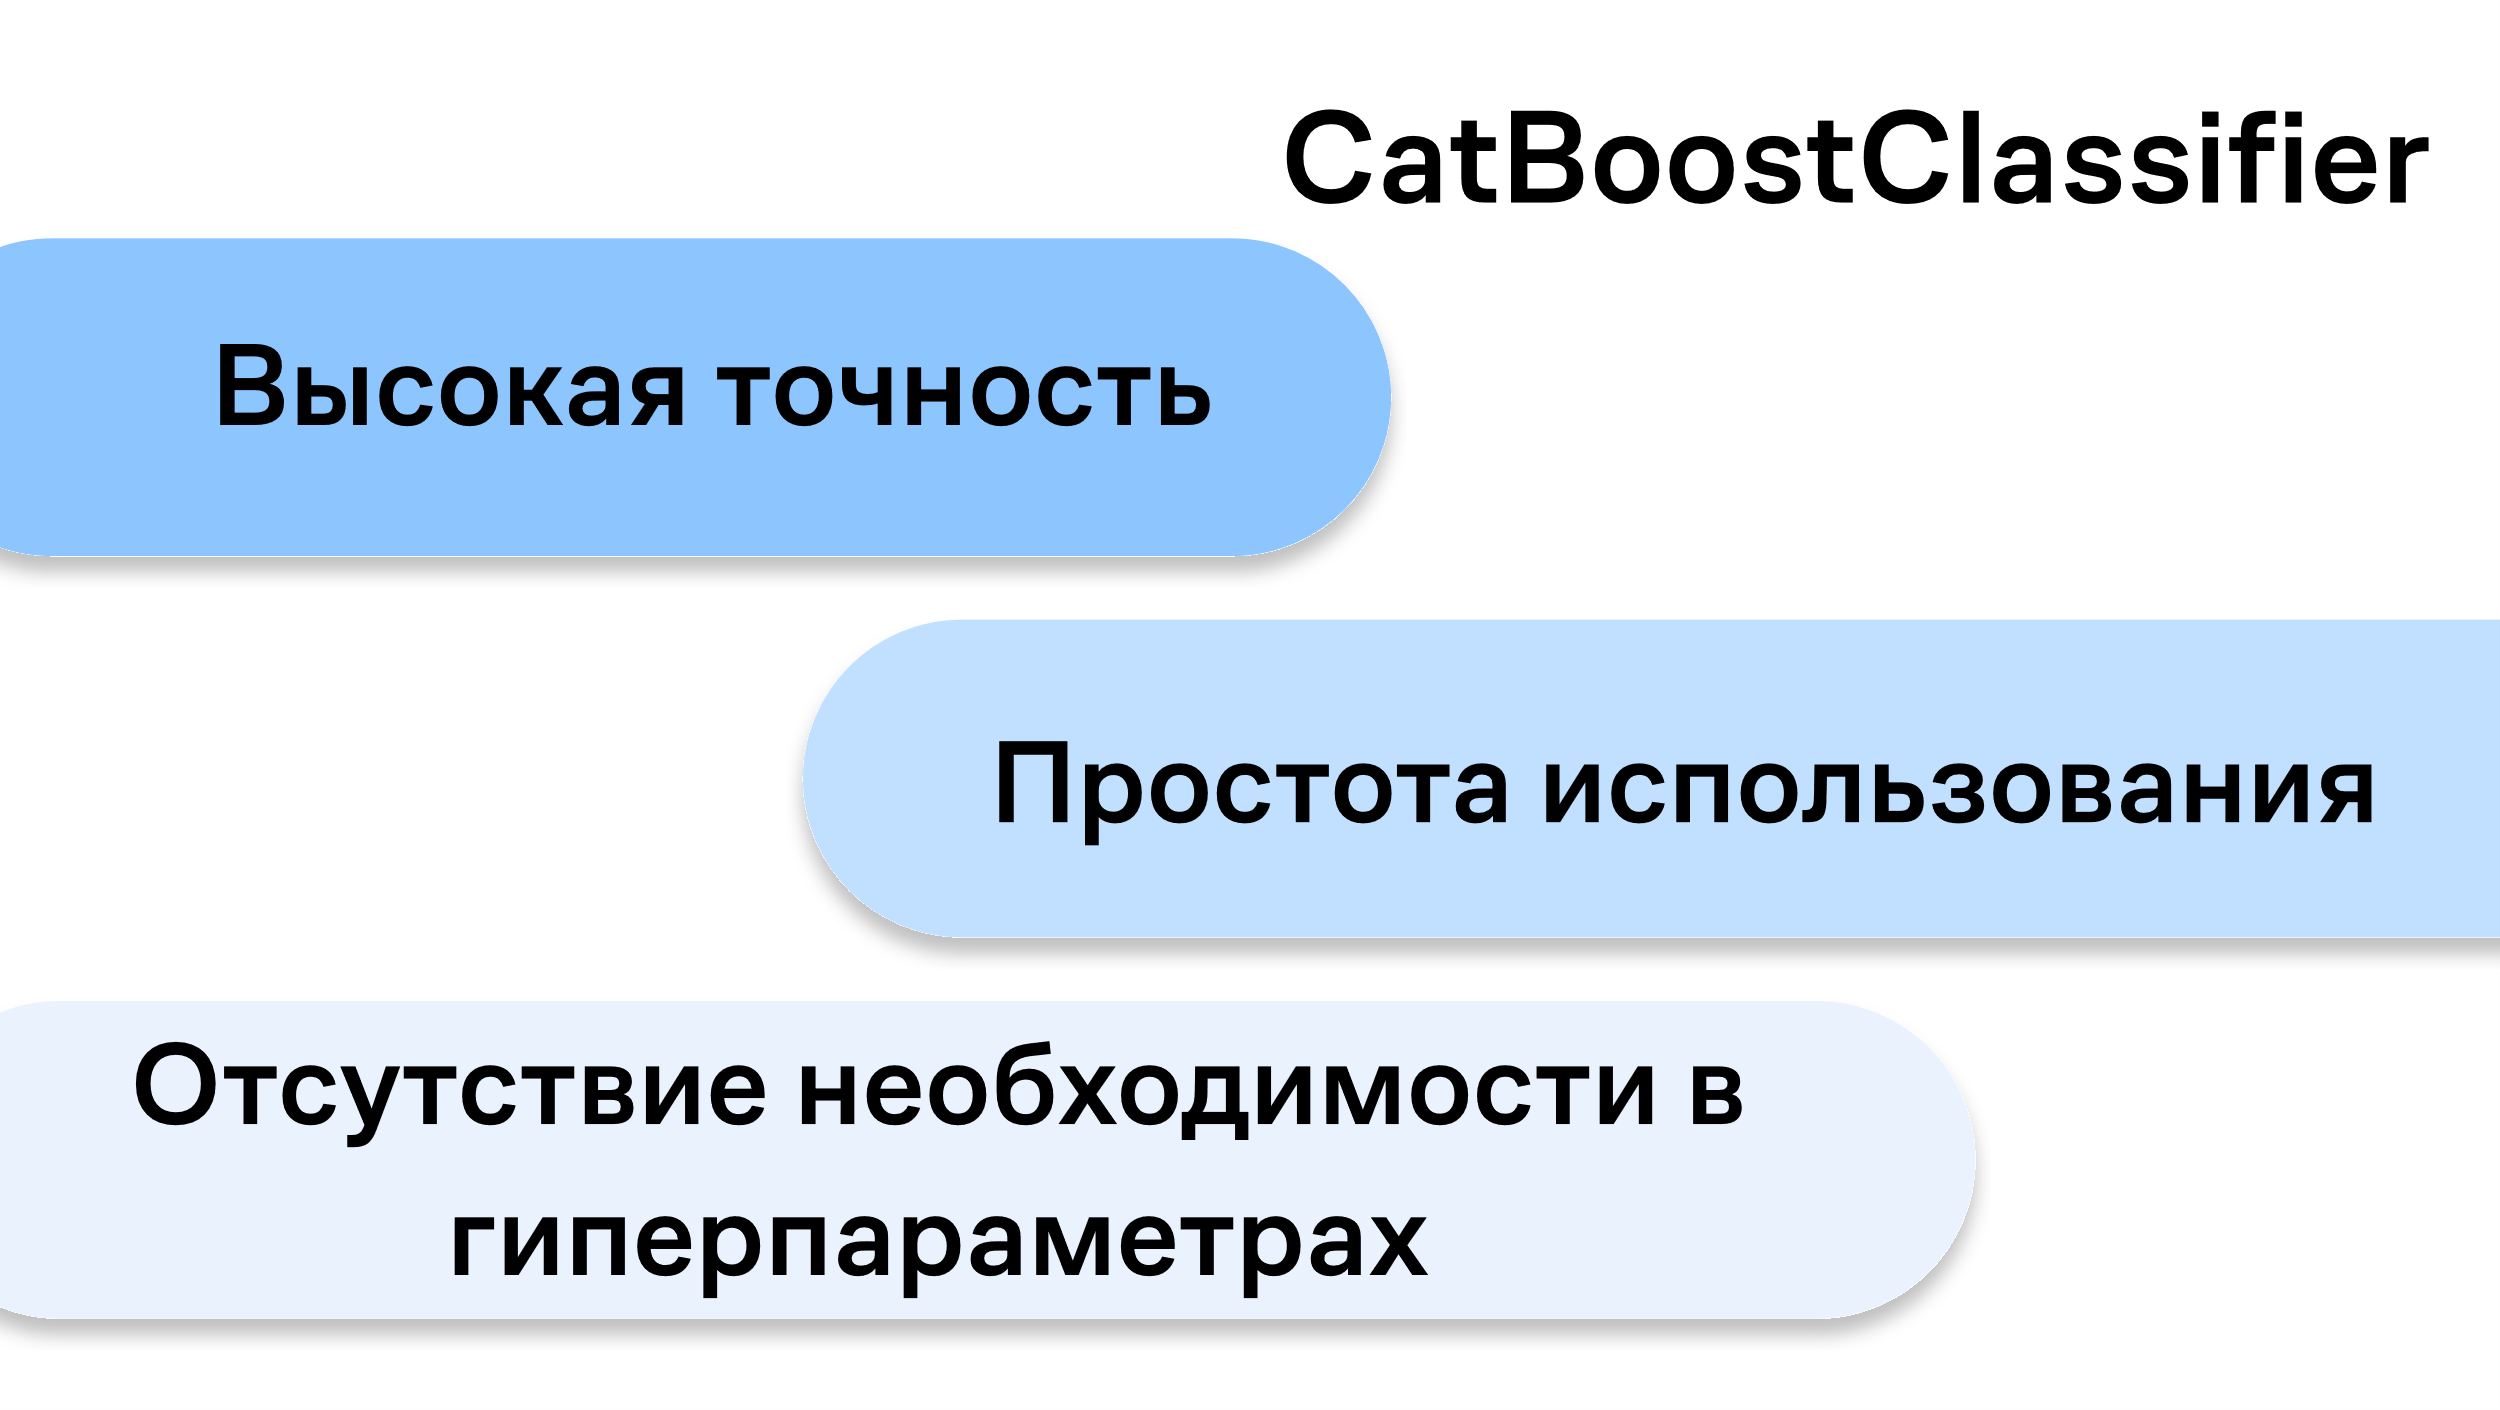 CatBoostClassifier
Высокая точность
Простота использования
Отсутствие необходимости в
гиперпараметрах